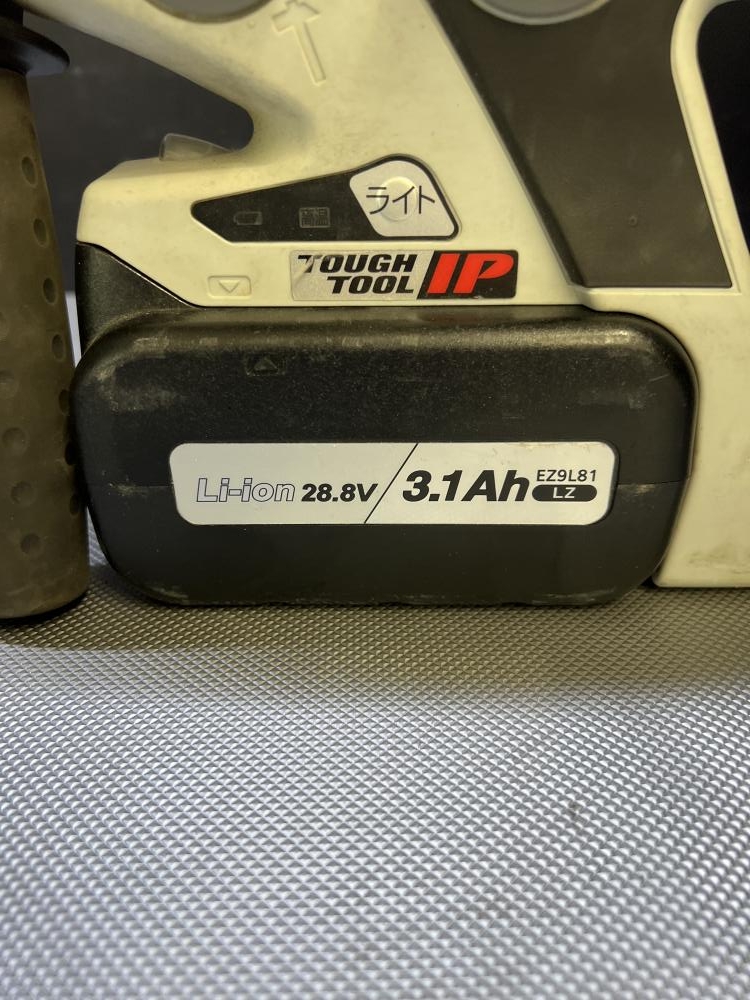 ライト
TOUGH
TOOL IP
Li-ion 28.8V/3.1Ah EZ9L81
LZ